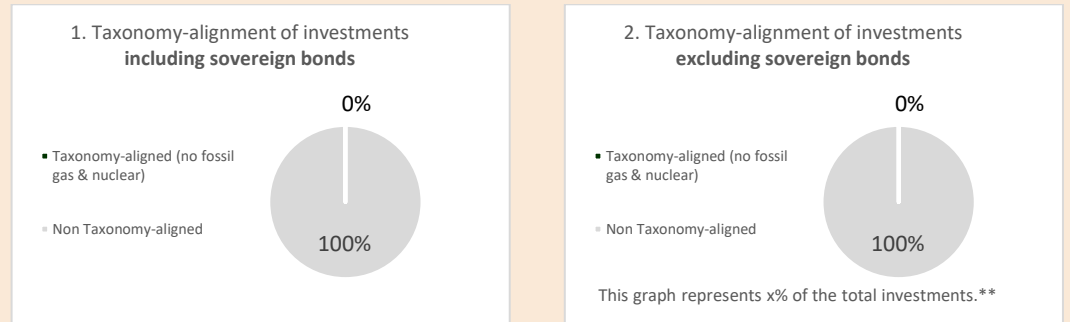 1. Taxonomy-alignment of investments
including sovereign bonds
0%
Taxonomy-aligned (no fossil
gas & nuclear)
Non Taxonomy-aligned
100%
2. Taxonomy-alignment of investments
excluding sovereign bonds
0%
Taxonomy-aligned (no fossil
gas & nuclear)
Non Taxonomy-aligned
100%
This graph represents x% of the total investments.**